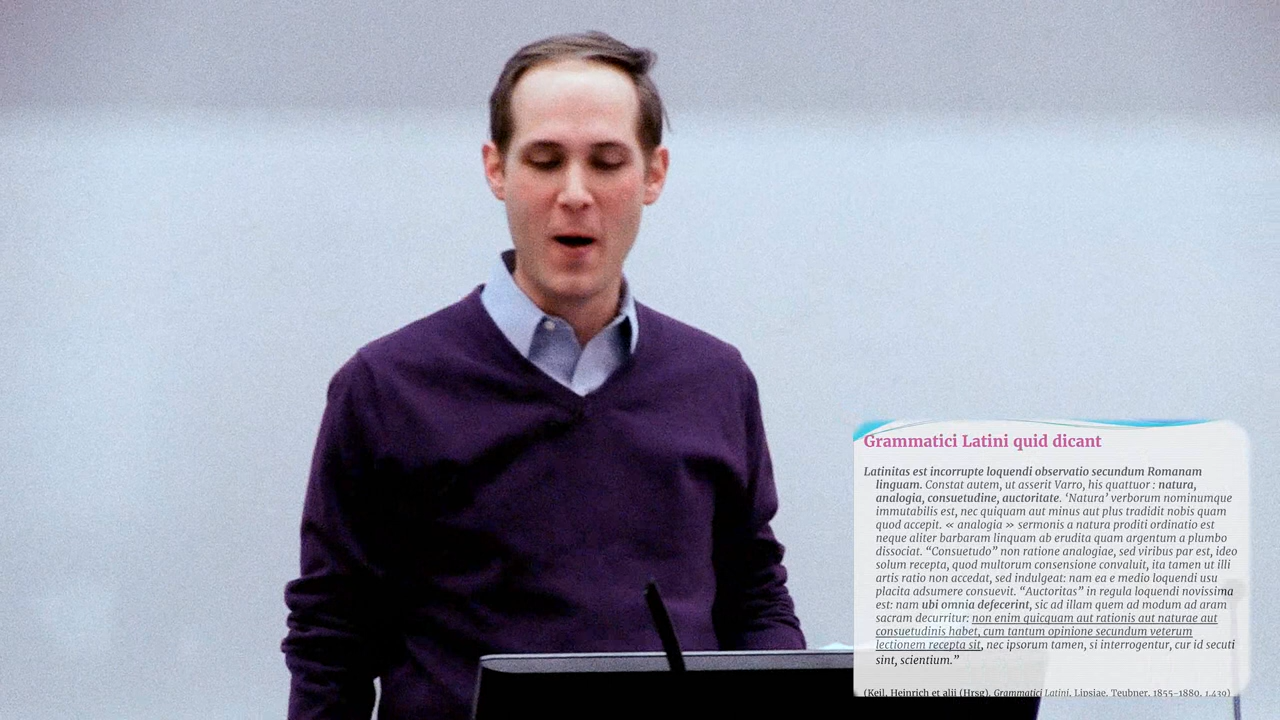 Grammatici Latini quid dicant
Latinitas est incorrupte loquendi observatio secundum Romanam
linguam. Constat autem, ut asserit Varro, his quattuor : natura,
analogia, consuetudine, auctoritate. ‘Natura’ verborum nominumque
immutabilis est, nec quiquam aut minus aut plus tradidit nobis quam
quod accepit. « analogia » sermonis a natura proditi ordinatio est
neque aliter barbaram linquam ab erudita quam argentum a plumbo
dissociat. “Consuetudo” non ratione analogiae, sed viribus par est, ideo
solum recepta, quod multorum consensione convaluit, ita tamen ut illi
artis ratio non accedat, sed indulgeat: nam ea e medio loquendi usu
placita adsumere consuevit. “Auctoritas” in regula loquendi novissima
est: nam ubi omnia defecerint, sic ad illam quem ad modum ad aram
sacram decurritur: non enim quicquam aut rationis aut naturae aut
consuetudinis habet, cum tantum opinione secundum veterum
lectionem recepta sit, nec ipsorum tamen, si interrogentur, cur id secuti
sint, scientium.”
(Keil, Heinrich et alii (Hrsg), Grammatici Latini, Lipsiae, Teubner, 1855-1880, 1.439)